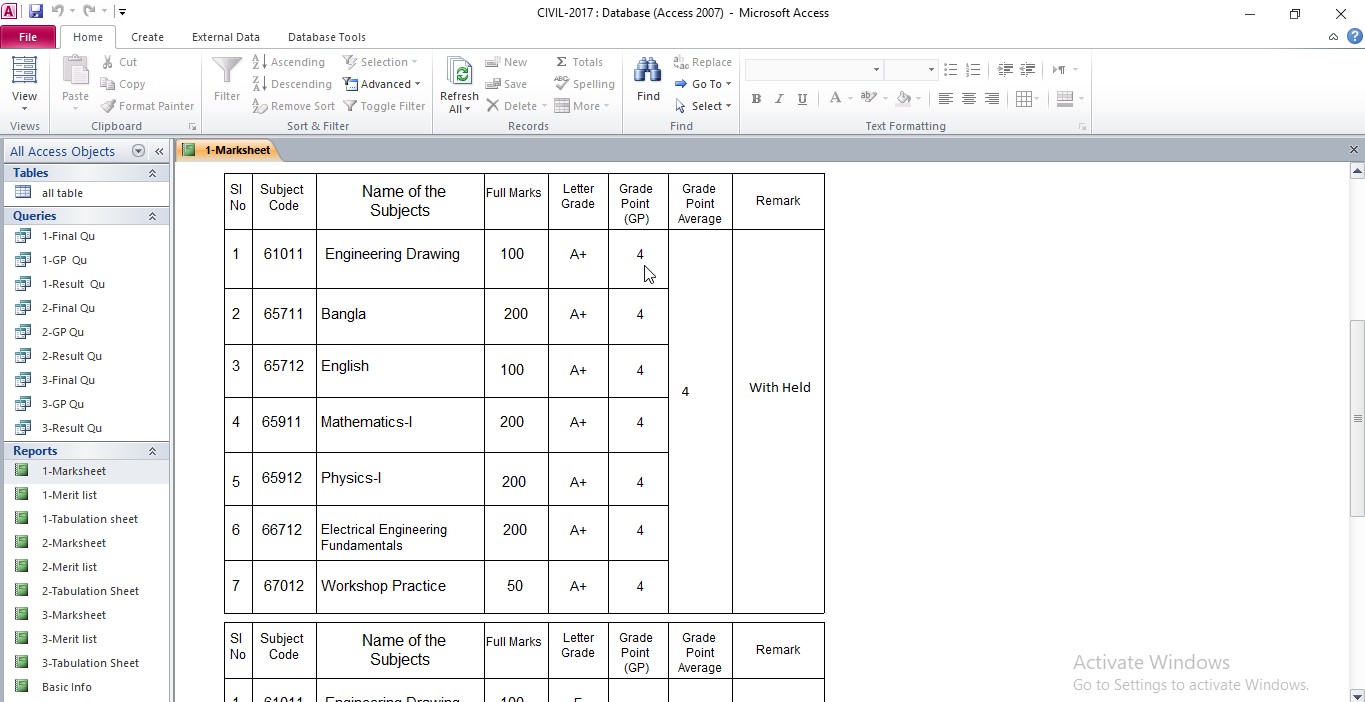 CIVIL-2017 : Database (Access 2007) - Microsoft Access
File Home Create External Data Database Tools
View
Views
Paste
Cut
Copy
Format Painter
Clipboard
Filter
Ascending
Descending
Remove Sort
Selection
Advanced
Toggle Filter
Sort & Filter
Refresh
All
New
Save
Delete
Totals
Spelling
More
Records
Find
Replace
Go To
Select
Find
B I U
Text Formatting
All Access Objects
1-Marksheet
Tables
all table
Queries
1-Final Qu
1-GP Qu
1-Result Qu
2-Final Qu
2-GP Qu
2-Result Qu
3-Final Qu
3-GP Qu
3-Result Qu
Reports
1-Marksheet
1-Merit list
1-Tabulation sheet
2-Marksheet
2-Merit list
2-Tabulation Sheet
3-Marksheet
3-Merit list
3-Tabulation Sheet
Basic Info
SI No Subject Code Name of the Subjects Full Marks Letter Grade Grade Point (GP) Grade Point Average Remark
1 61011 Engineering Drawing 100 A+ 4
2 65711 Bangla 200 A+ 4
3 65712 English 100 A+ 4
4 With Held
4 65911 Mathematics-I 200 A+ 4
5 65912 Physics-I 200 A+ 4
6 66712 Electrical Engineering Fundamentals 200 A+ 4
7 67012 Workshop Practice 50 A+ 4
SI No Subject Code Name of the Subjects Full Marks Letter Grade Grade Point (GP) Grade Point Average Remark
1 61011 Engineering Drawing 100
Activate Windows
Go to Settings to activate Windows.